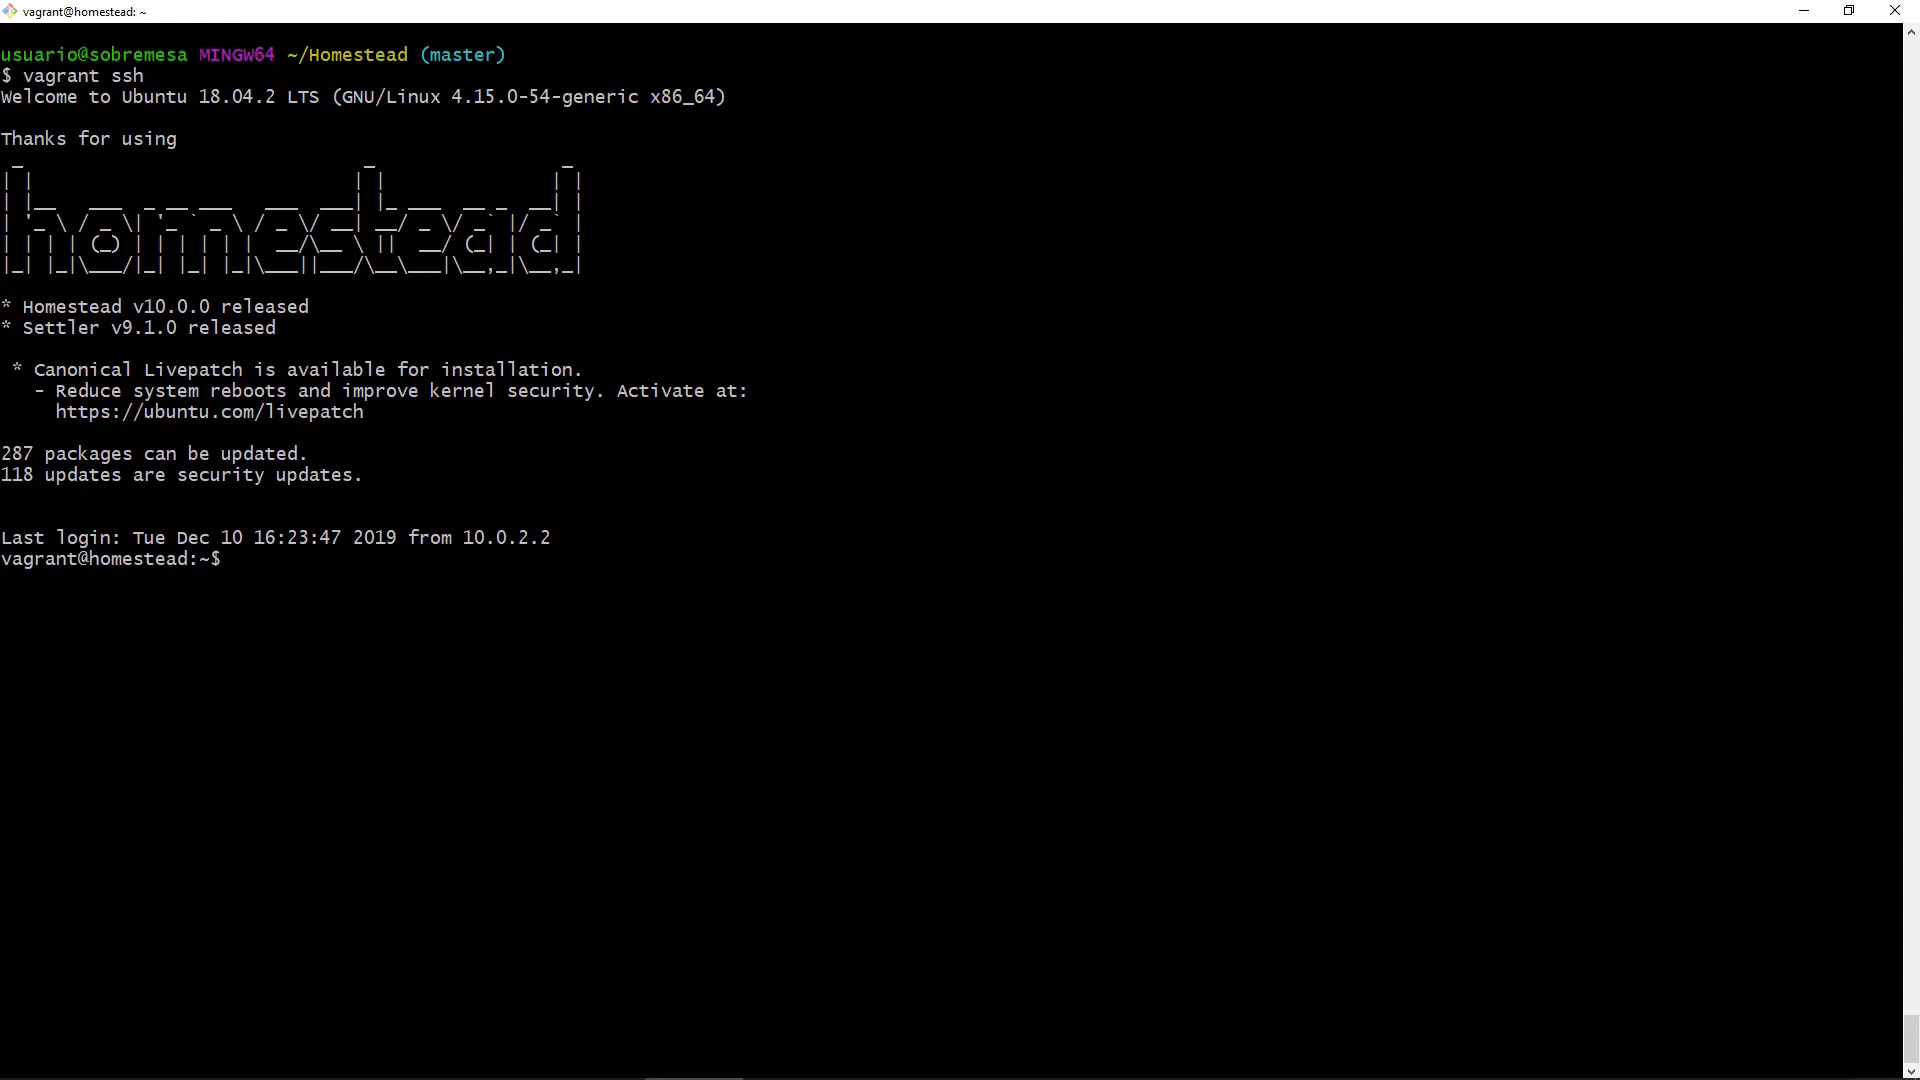 vagrant@homestead: ~
usuario@sobremesa MINGW64 ~/Homestead (master)
$ vagrant ssh
Welcome to Ubuntu 18.04.2 LTS (GNU/Linux 4.15.0-54-generic x86_64)
Thanks for using
homestead
* Homestead v10.0.0 released
* Settler v9.1.0 released
* Canonical Livepatch is available for installation.
- Reduce system reboots and improve kernel security. Activate at:
https://ubuntu.com/livepatch
287 packages can be updated.
118 updates are security updates.
Last login: Tue Dec 10 16:23:47 2019 from 10.0.2.2
vagrant@homestead:~$